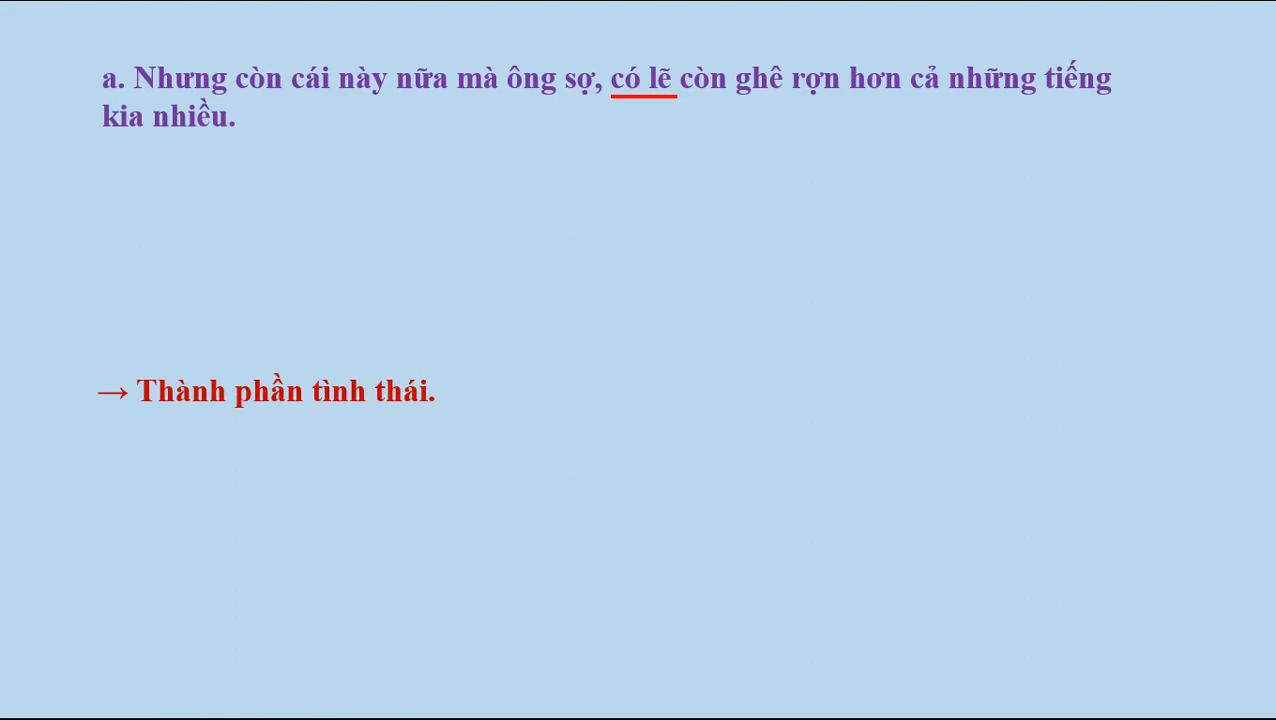 a. Nhưng còn cái này nữa mà ông sợ, có lẽ còn ghê rợn hơn cả những tiếng
kia nhiều.
→ Thành phần tình thái.